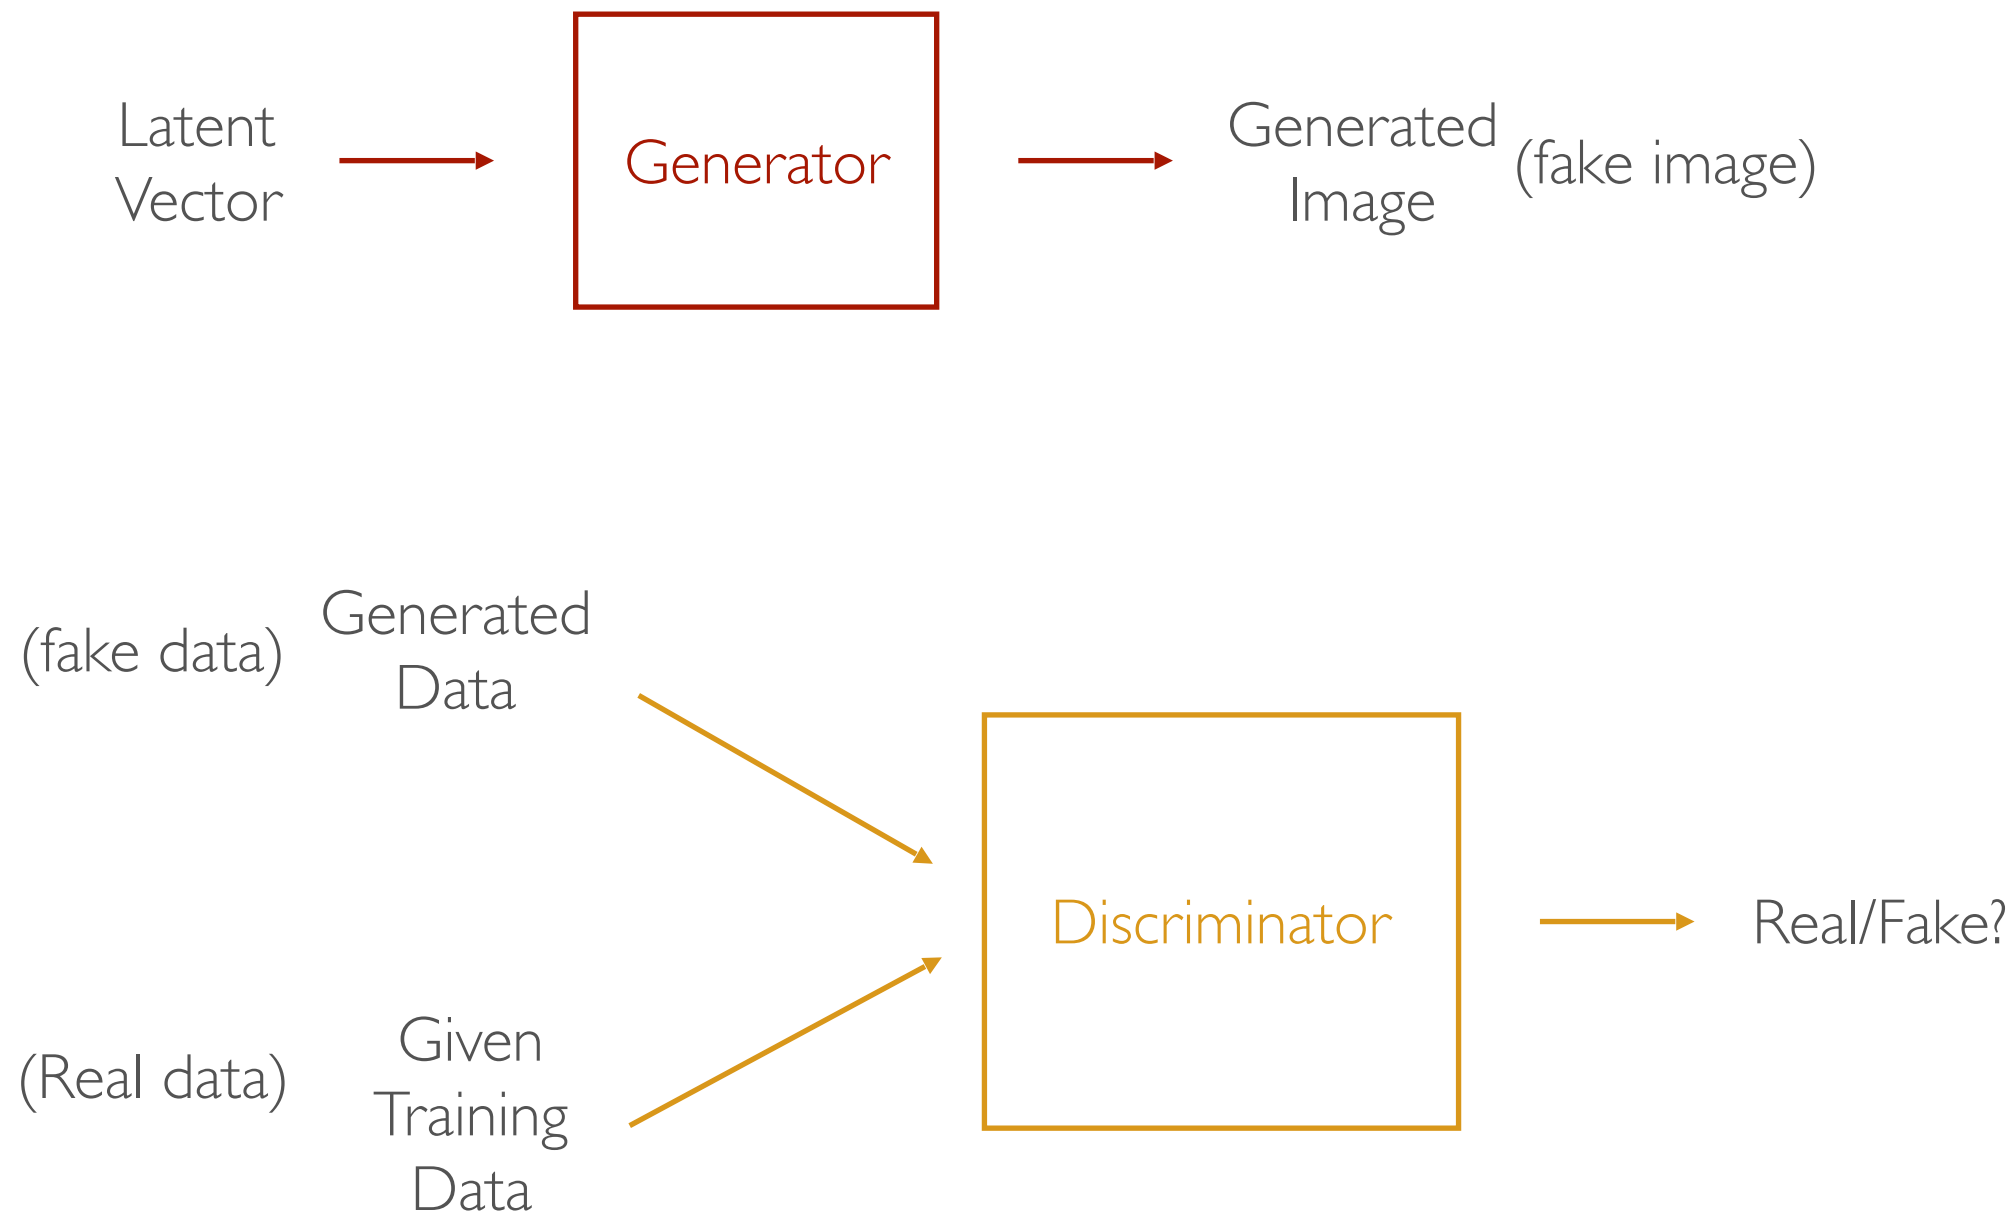 Latent
Vector
Generator
Generated
Image
(fake image)
(fake data)
Generated
Data
Discriminator
Real/Fake?
(Real data)
Given
Training
Data